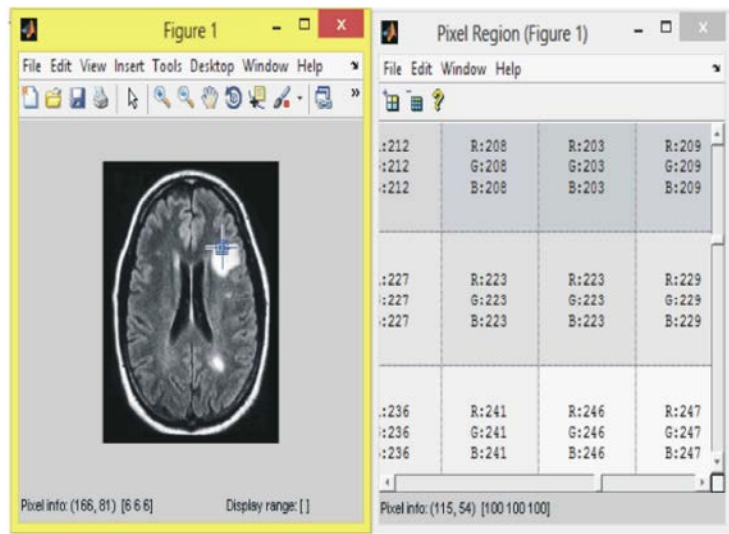 Figure 1
File Edit View Insert Tools Desktop Window Help
Pixel info: (166, 81) [6 6 6] Display range: [ ]
Pixel Region (Figure 1)
File Edit Window Help
:212 R:208 R:203 R:209
:212 G:208 G:203 G:209
:212 B:208 B:203 B:209
:227 R:223 R:223 R:229
:227 G:223 G:223 G:229
:227 B:223 B:223 B:229
:236 R:241 R:246 R:247
:236 G:241 G:246 G:247
:236 B:241 B:246 B:247
Pixel info: (115, 54) [100 100 100]